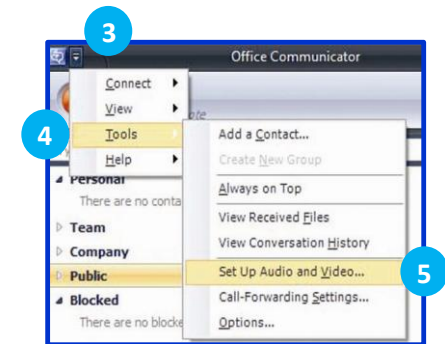 3
Office Communicator
Connect
View
4
Tools
Help
Add a Contact...
Create New Group
Always on Top
View Received Files
View Conversation History
Set Up Audio and Video...
5
Call-Forwarding Settings...
Options...
Personal
There are no conta
Team
Company
Public
Blocked
There are no blocke